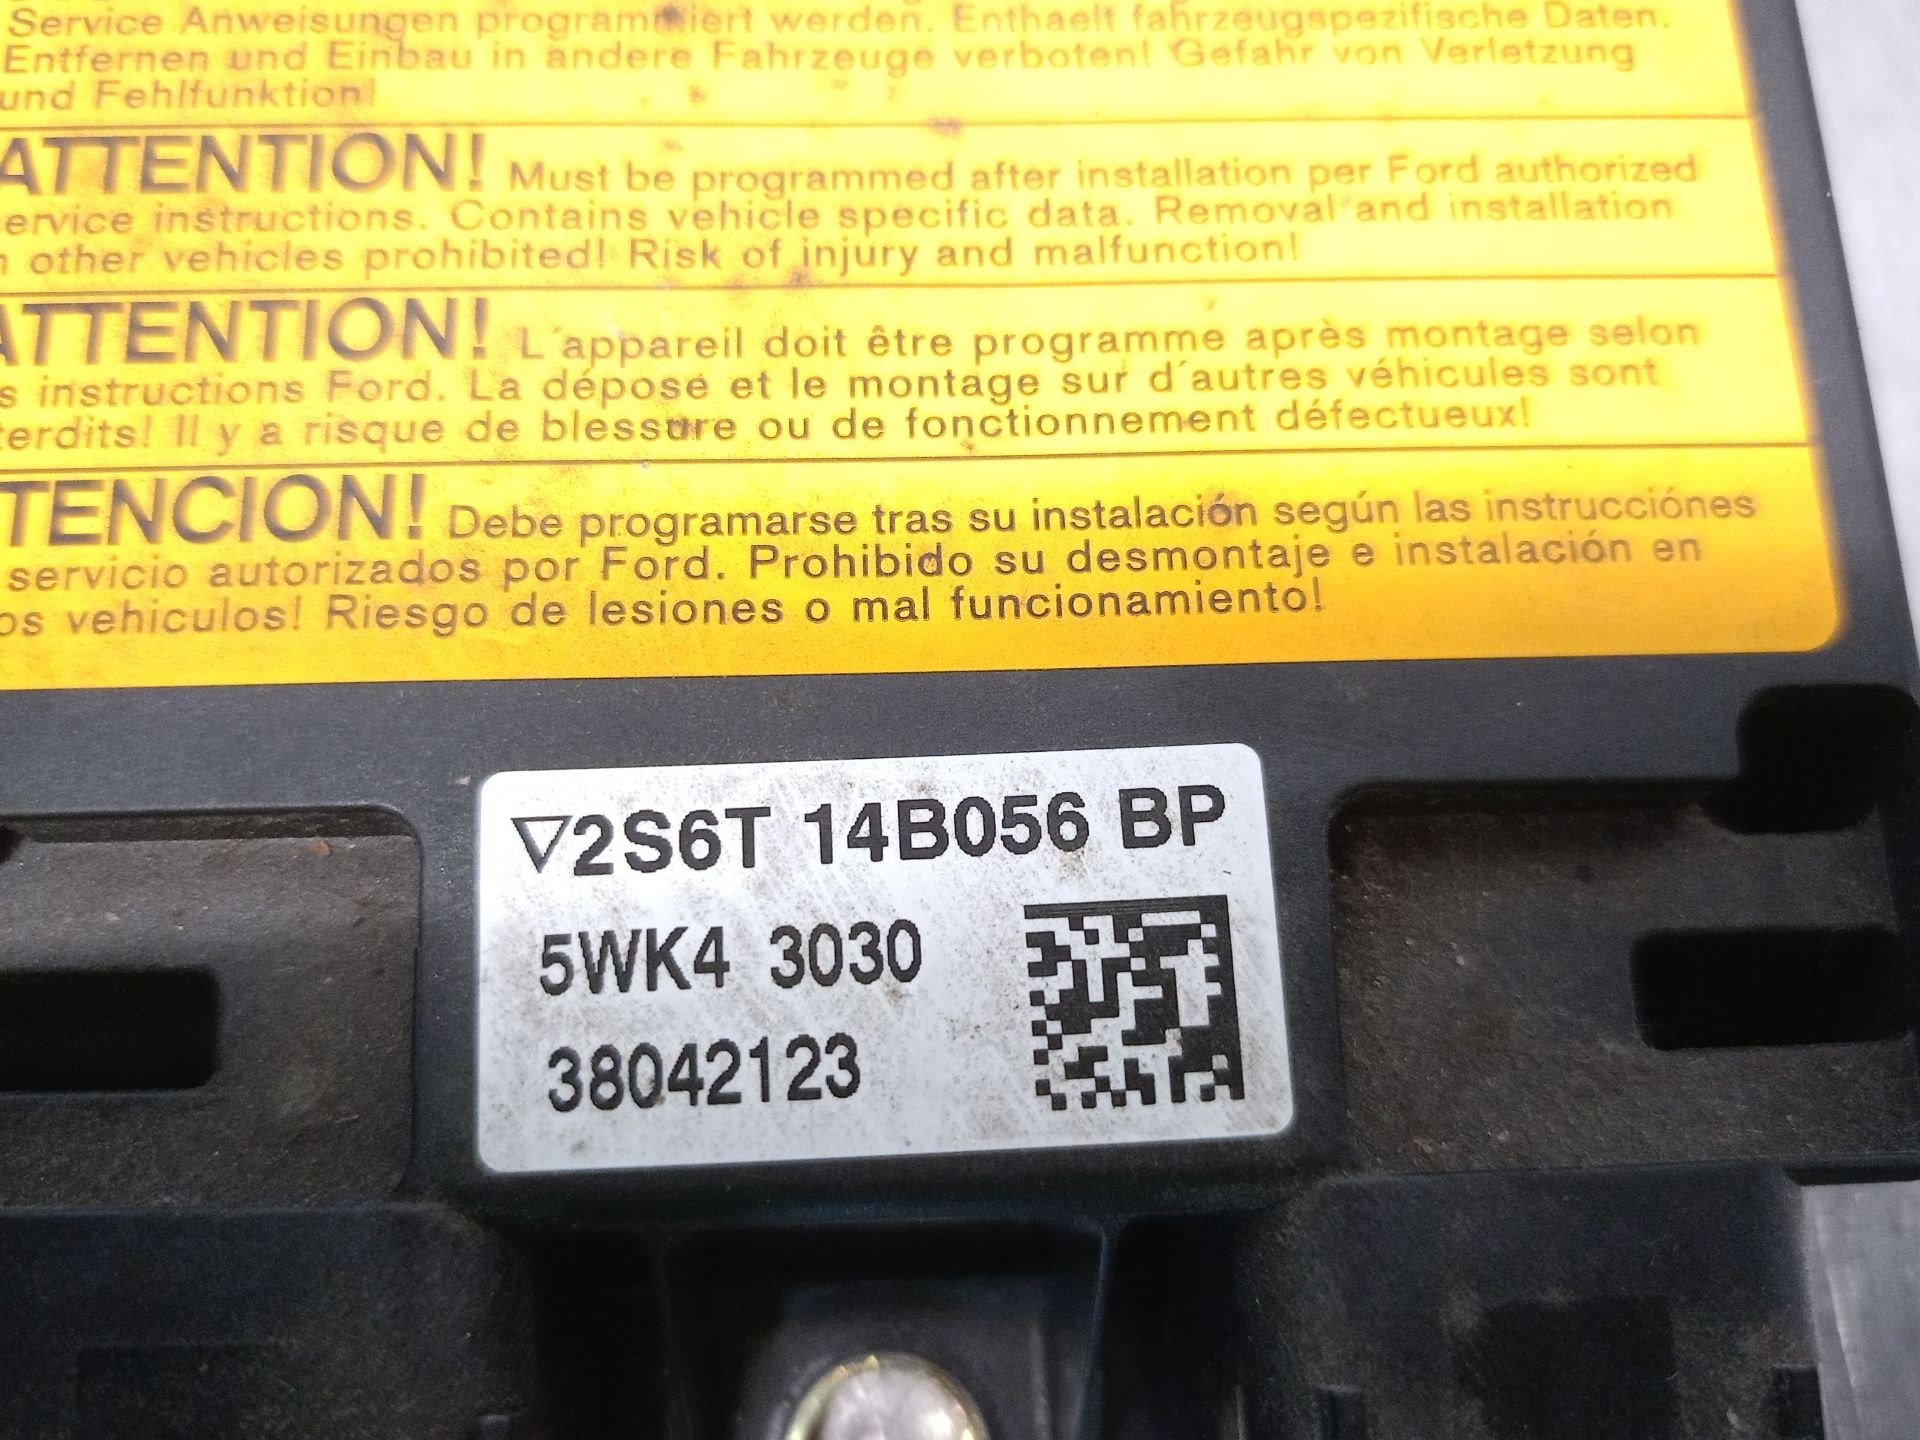 Service Anweisungen programmiert werden. Enthaelt fahrzeugspezifische Daten.
Entfernen und Einbau in andere Fahrzeuge verboten! Gefahr von Verletzung
und Fehlfunktion!
ATTENTION! Must be programmed after installation per Ford authorized
ervice instructions. Contains vehicle specific data. Removal and installation
n other vehicles prohibited! Risk of injury and malfunction!
ATTENTION! L´appareil doit être programme après montage selon
s instructions Ford. La dépose et le montage sur d´autres véhicules sont
terdits! Il y a risque de blessure ou de fonctionnement défectueux!
TENCION! Debe programarse tras su instalación según las instrucciónes
servicio autorizados por Ford. Prohibido su desmontaje e instalación en
os vehiculos! Riesgo de lesiones o mal funcionamiento!
▽2S6T 14B056 BP
5WK4 3030
38042123